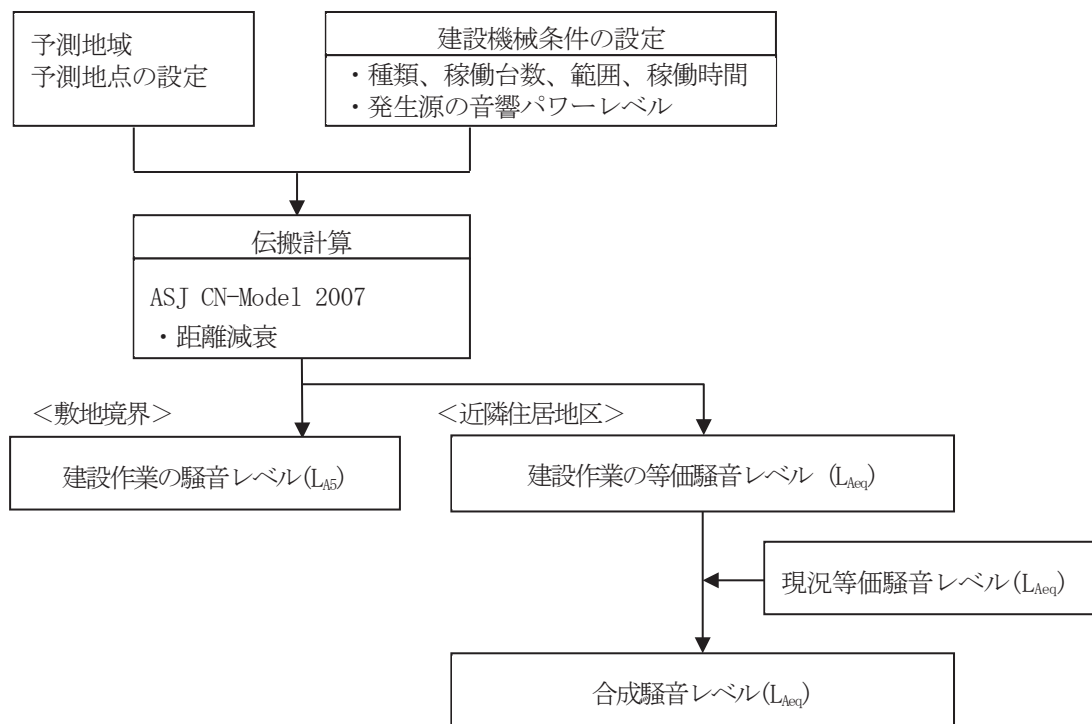 予測地域
予測地点の設定
建設機械条件の設定
・種類、稼働台数、範囲、稼働時間
・発生源の音響パワーレベル
伝搬計算
ASJ CN-Model 2007
・距離減衰
＜敷地境界＞
＜近隣住居地区＞
建設作業の騒音レベル(LA5)
建設作業の等価騒音レベル (LAeq)
現況等価騒音レベル(LAeq)
合成騒音レベル(LAeq)